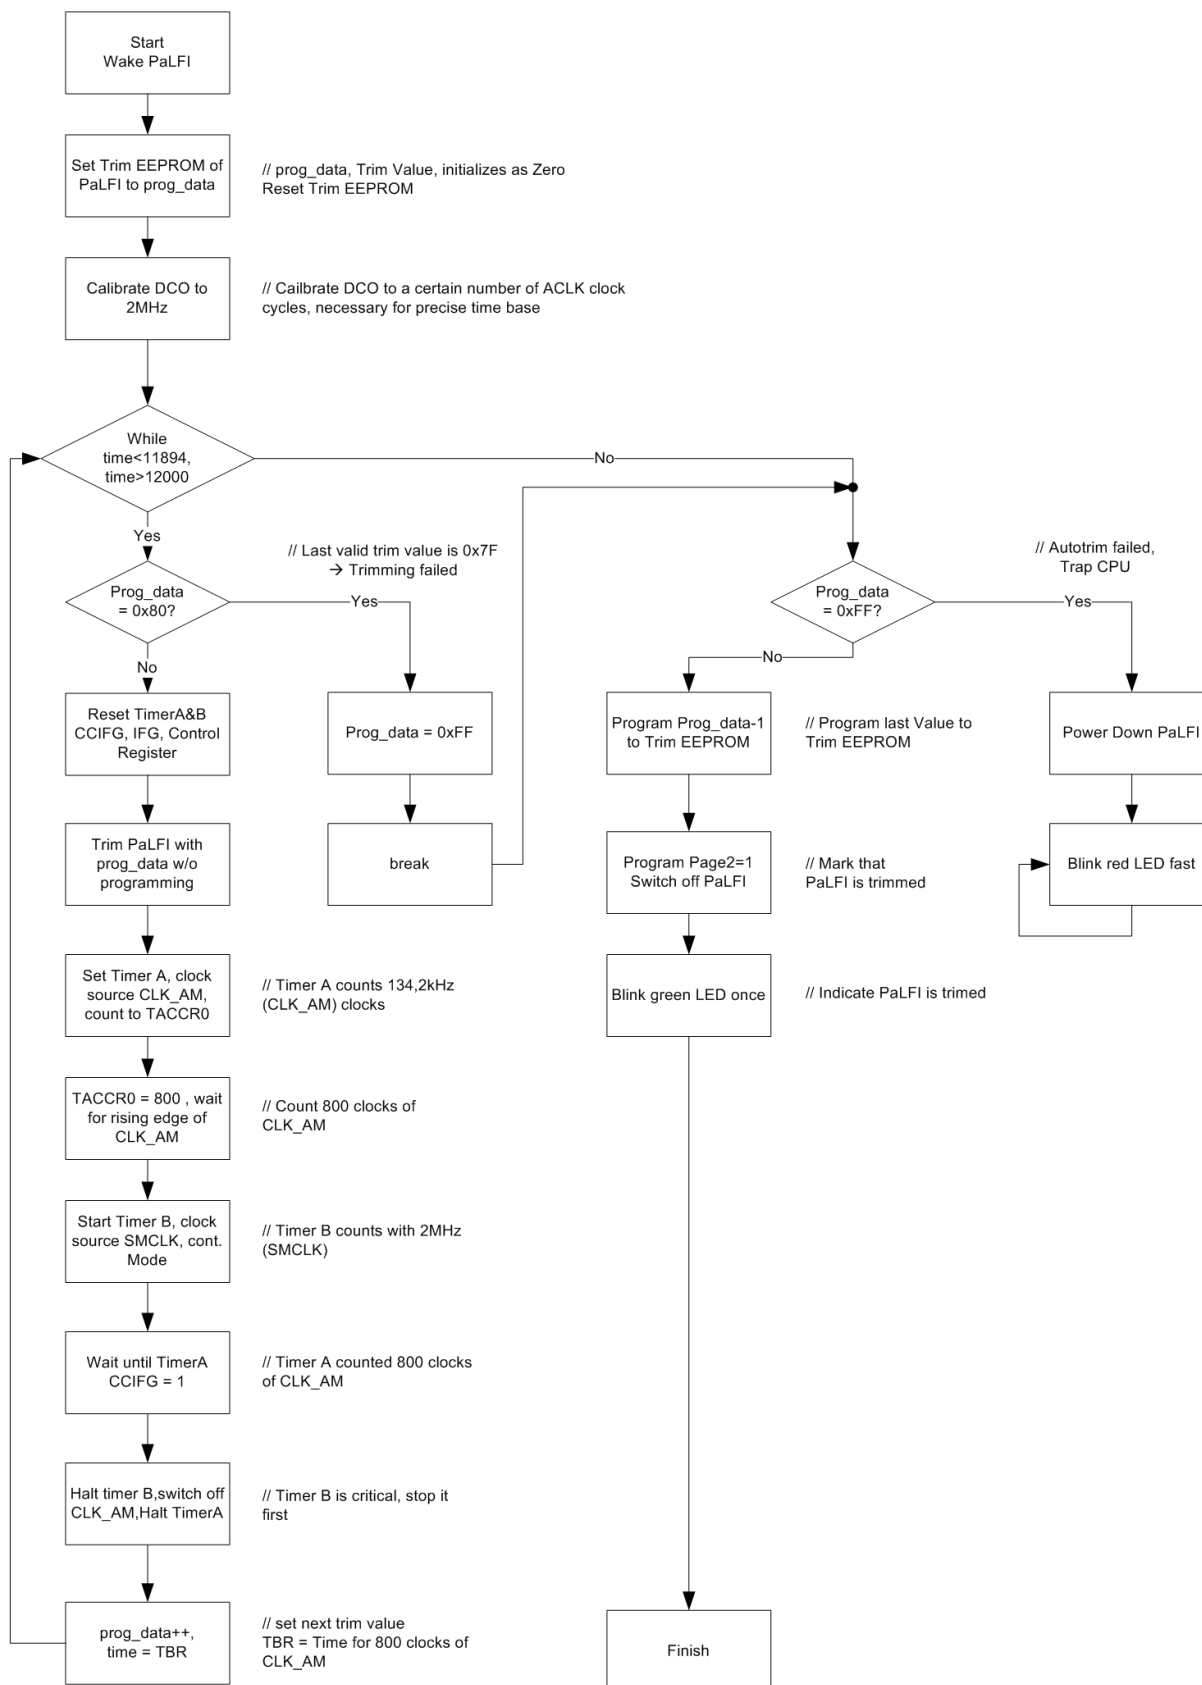 Start
Wake PaLFI
Set Trim EEPROM of
PaLFI to prog_data
// prog_data, Trim Value, initializes as Zero
Reset Trim EEPROM
Calibrate DCO to
2MHz
// Cailbrate DCO to a certain number of ACLK clock
cycles, necessary for precise time base
While
time<11894,
time>12000
No
Yes
// Last valid trim value is 0x7F
→ Trimming failed
Prog_data
= 0x80?
Yes
No
// Autotrim failed,
Trap CPU
Prog_data
= 0xFF?
Yes
No
Reset TimerA&B
CCIFG, IFG, Control
Register
Prog_data = 0xFF
Program Prog_data-1
to Trim EEPROM
// Program last Value to
Trim EEPROM
Power Down PaLFI
Trim PaLFI with
prog_data w/o
programming
break
Program Page2=1
Switch off PaLFI
// Mark that
PaLFI is trimmed
Blink red LED fast
Set Timer A, clock
source CLK_AM,
count to TACCR0
// Timer A counts 134,2kHz
(CLK_AM) clocks
Blink green LED once
// Indicate PaLFI is trimed
TACCR0 = 800 , wait
for rising edge of
CLK_AM
// Count 800 clocks of
CLK_AM
Start Timer B, clock
source SMCLK, cont.
Mode
// Timer B counts with 2MHz
(SMCLK)
Wait until TimerA
CCIFG = 1
// Timer A counted 800 clocks
of CLK_AM
Halt timer B,switch off
CLK_AM,Halt TimerA
// Timer B is critical, stop it
first
prog_data++,
time = TBR
// set next trim value
TBR = Time for 800 clocks of
CLK_AM
Finish